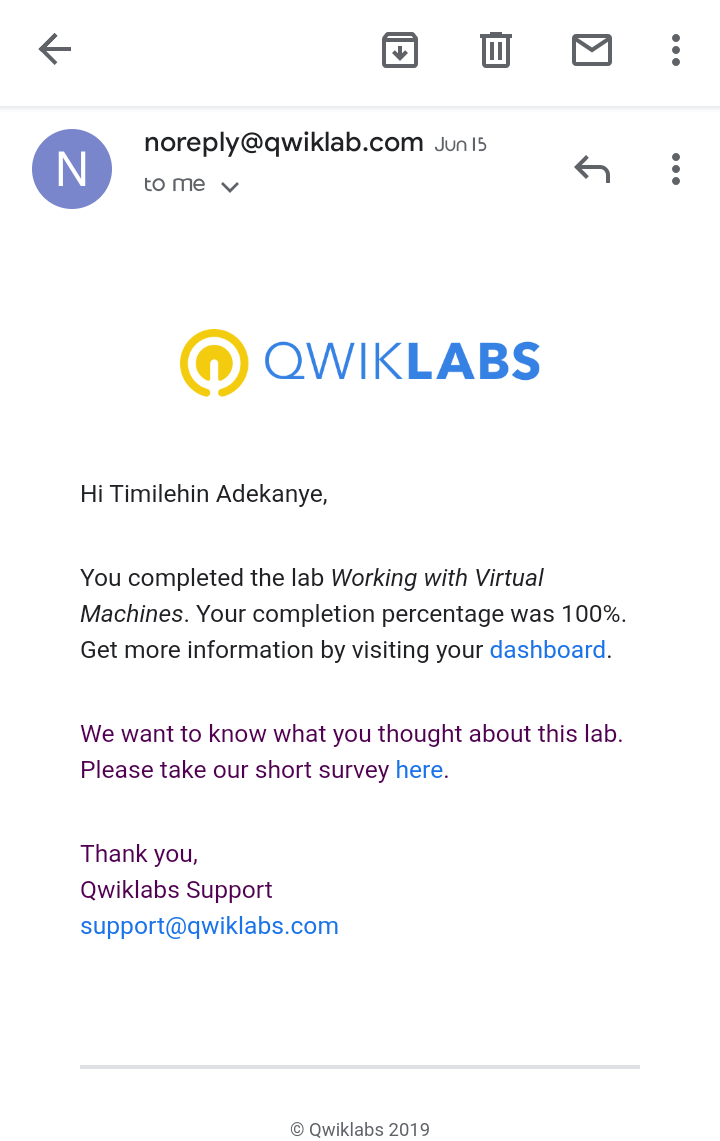 noreply@qwiklab.com Jun 15
N
to me
QWIKLABS
Hi Timilehin Adekanye,
You completed the lab Working with Virtual
Machines. Your completion percentage was 100%.
Get more information by visiting your dashboard.
We want to know what you thought about this lab.
Please take our short survey here.
Thank you,
Qwiklabs Support
support@qwiklabs.com
© Qwiklabs 2019